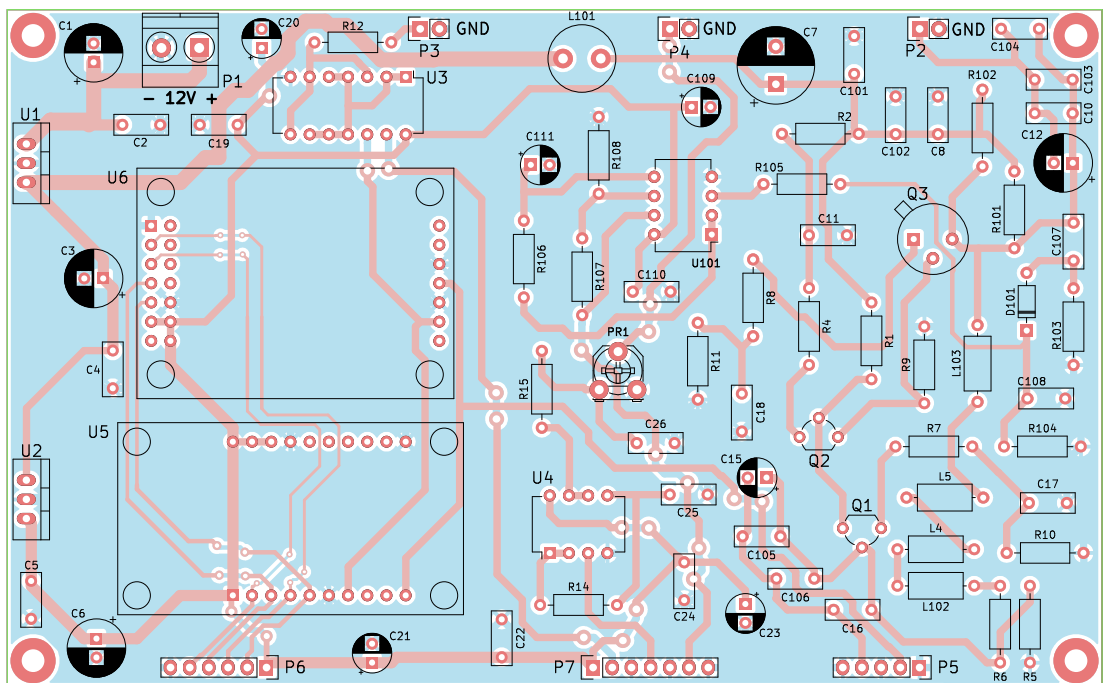 C1
C20
R12
P3
GND
L101
P4
GND
C7
P2
GND
C104
P1
- 12V +
U3
C109
C101
R102
C103
C10
U1
C2
C19
C111
R108
R2
C102
C8
C12
U6
R105
Q3
R101
C3
R106
R107
U101
C11
C107
C110
R8
D101
PR1
R4
R1
R103
C4
R15
R11
R9
L103
C18
C108
U5
C26
Q2
R7
R104
U2
U4
C15
C25
L5
C17
Q1
C105
L4
R10
C5
R14
C24
C106
L102
C6
C21
C22
C23
C16
P6
P7
P5
R6
R5